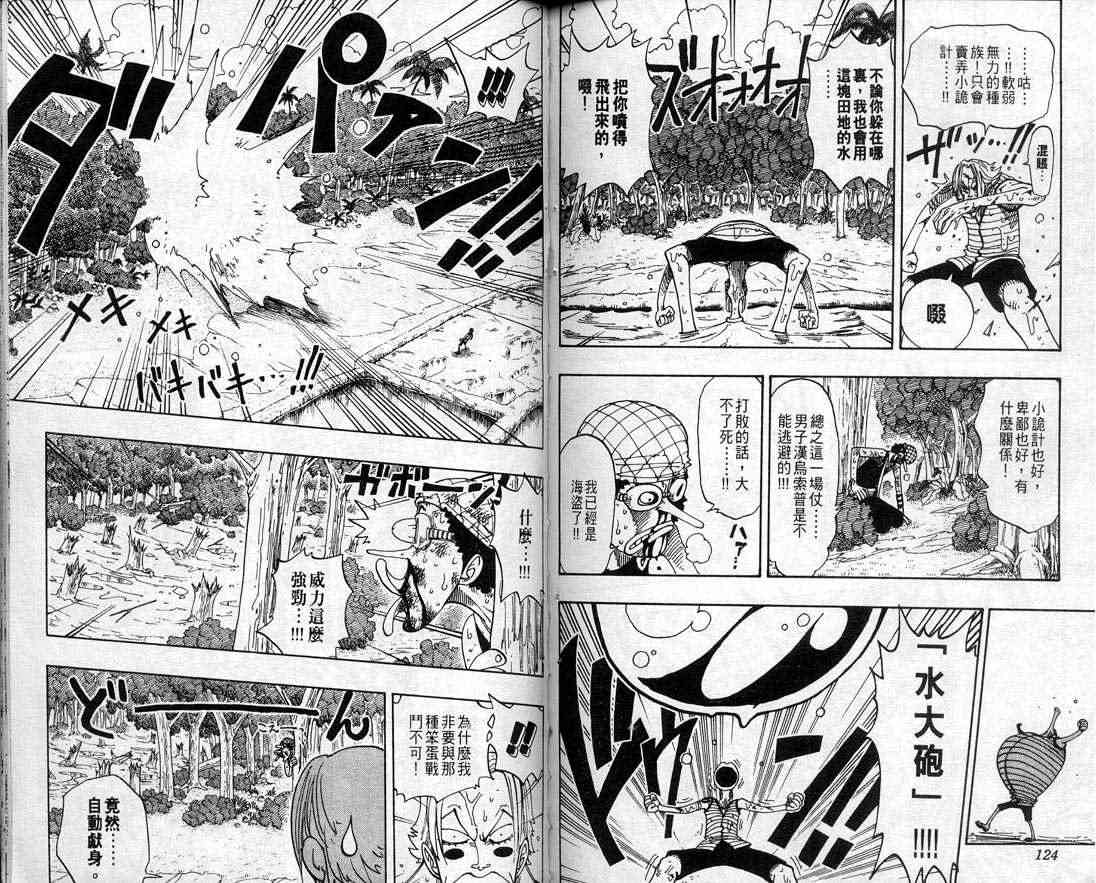 ……咕…
…!!軟弱
無力的種
族!只會
賣弄小詭
計……!!
混賬…
ザッ…!!
啜
不論你躲在哪
裏,我也會用
這塊田地的水
……
ズオオオオ
把你噴得
飛出來的,
啜!
小詭計也好,
卑鄙也好,有
什麼關係!
總之這一場仗……
男子漢烏索普是不
能逃避的!!!
打敗的話,大
不了死……!!
ハァ…
我已經是
海盜了!!
「水大砲」!!!!
ドッ!!!
124
!!!
ダパァン!!!
メキ
メキ
バキバキ…!!!
什麼…!!!
ガボーーン
威力這麼
強勁…!!!
!!
為什麼我
非要與那
種笨蛋戰
鬥不可!
どーーーん
こえ―
竟然……
自動獻身。